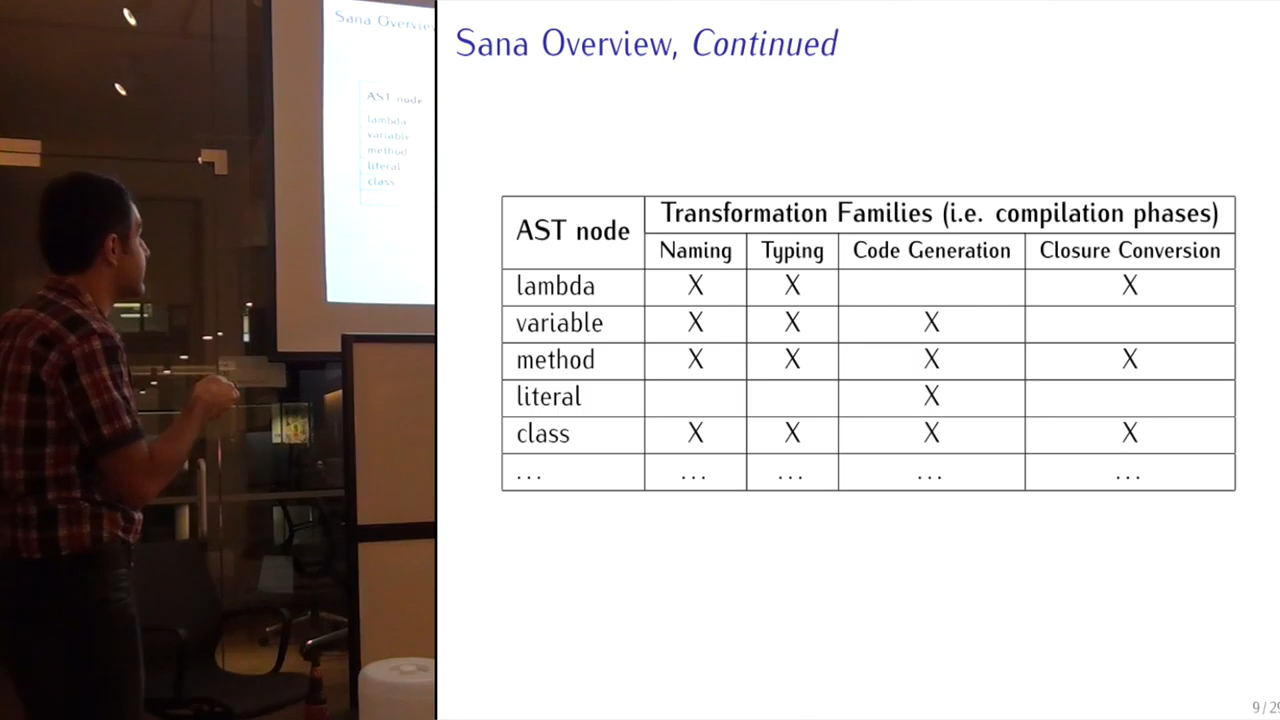 Sana Overview
AST node
lambda
variable
method
literal
class
Sana Overview, Continued
AST node Transformation Families (i.e. compilation phases)
Naming Typing Code Generation Closure Conversion
lambda X X X
variable X X X
method X X X X
literal X
class X X X X
... ... ... ... ...
9/29